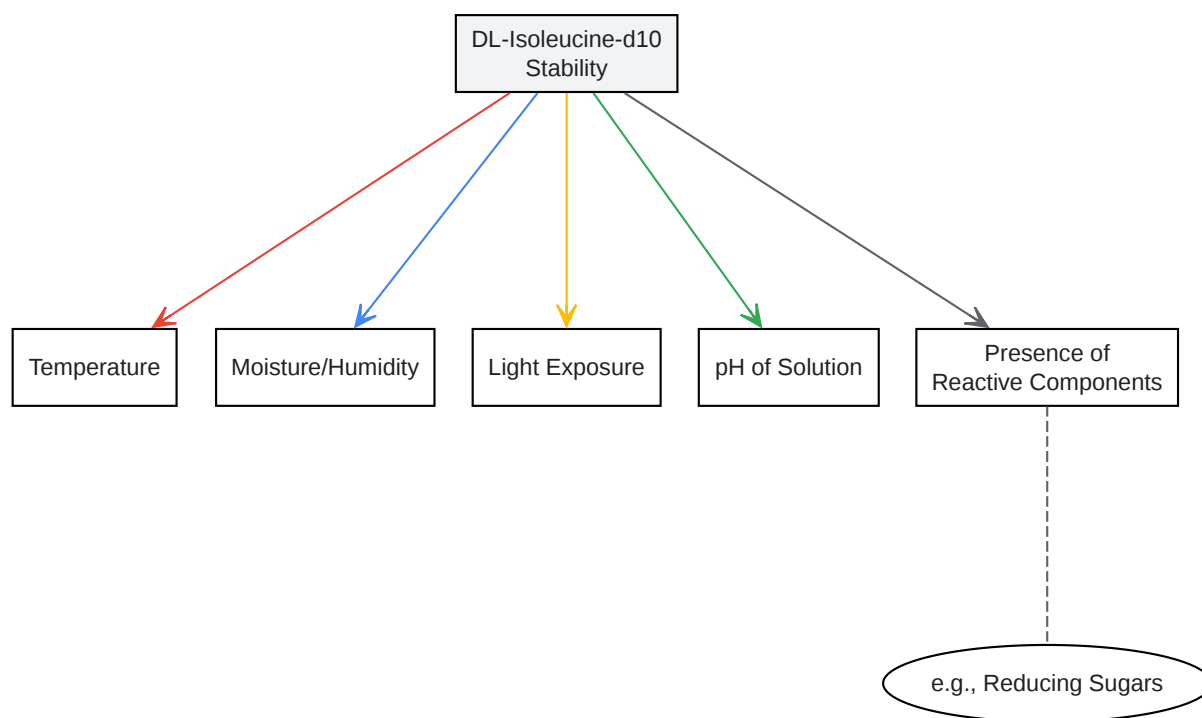 DL-Isoleucine-d10
Stability
Temperature
Moisture/Humidity
Light Exposure
pH of Solution
Presence of
Reactive Components
e.g., Reducing Sugars